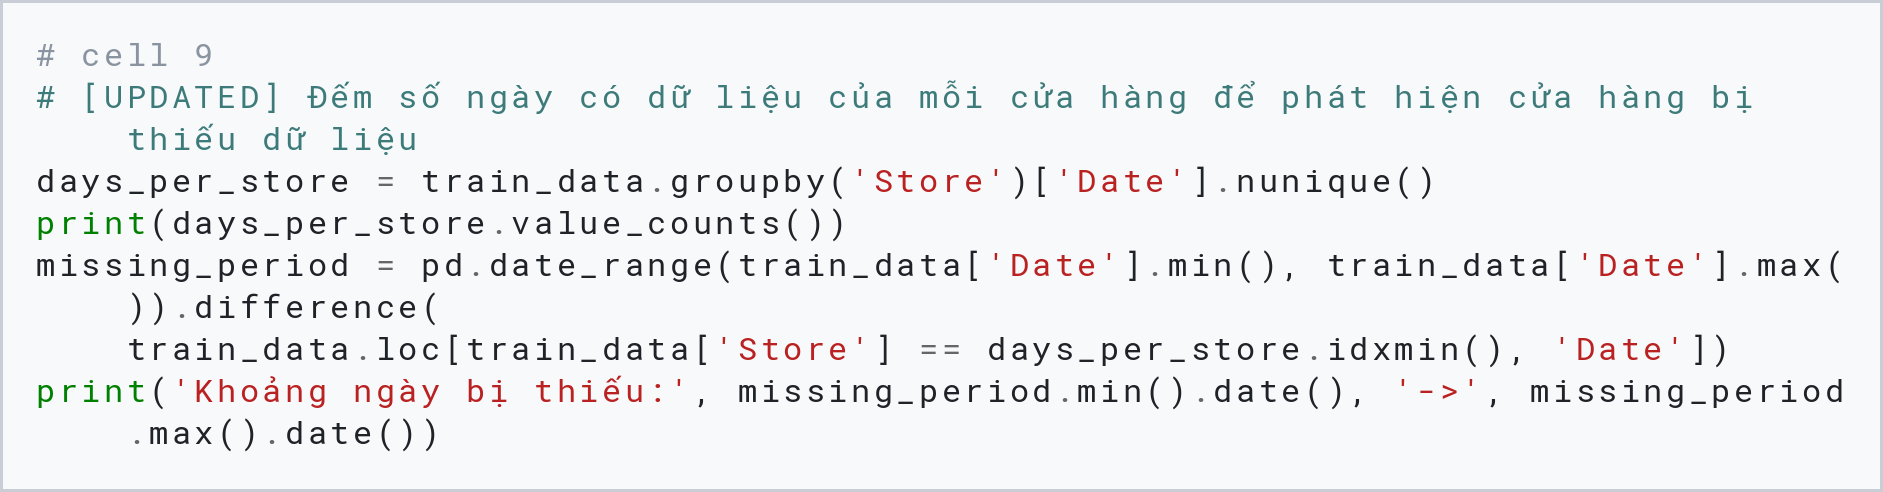 # cell 9
# [UPDATED] Đếm số ngày có dữ liệu của mỗi cửa hàng để phát hiện cửa hàng bị
thiếu dữ liệu
days_per_store = train_data.groupby('Store')['Date'].nunique()
print(days_per_store.value_counts())
missing_period = pd.date_range(train_data['Date'].min(), train_data['Date'].max(
)).difference(
train_data.loc[train_data['Store'] == days_per_store.idxmin(), 'Date'])
print('Khoảng ngày bị thiếu:', missing_period.min().date(), '->', missing_period
.max().date())